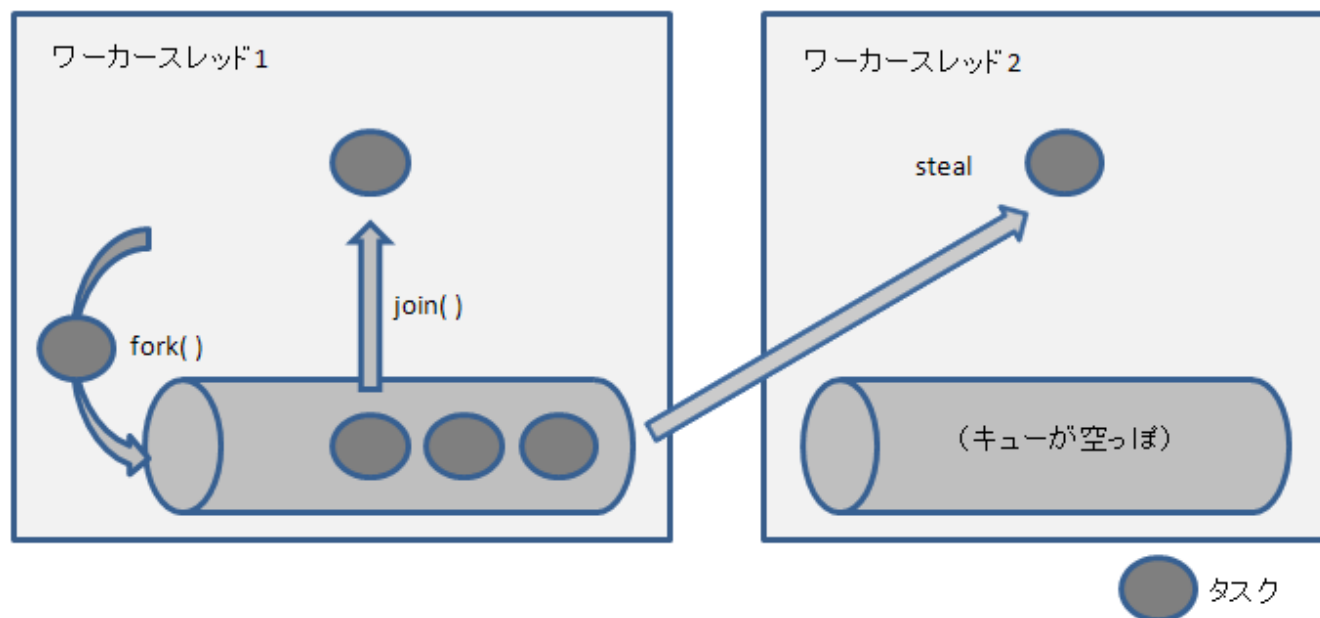 ワーカースレッド1
ワーカースレッド2
steal
join( )
fork( )
（キューが空っぽ）
タスク